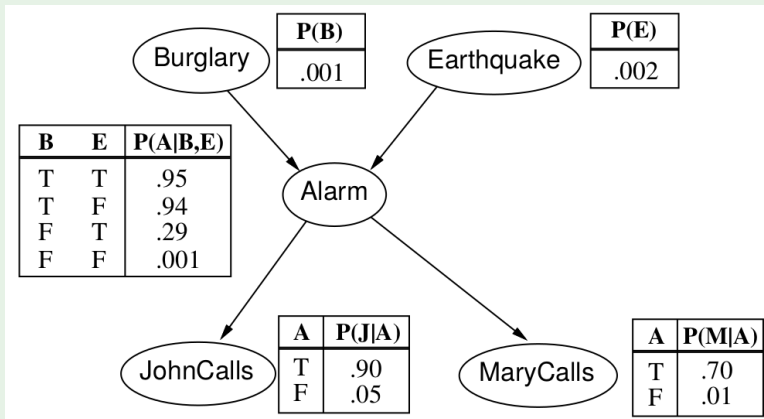 P(B)
.001
Burglary
P(E)
.002
Earthquake
B E P(A|B,E)
T T .95
T F .94
F T .29
F F .001
Alarm
JohnCalls
A P(J|A)
T .90
F .05
MaryCalls
A P(M|A)
T .70
F .01